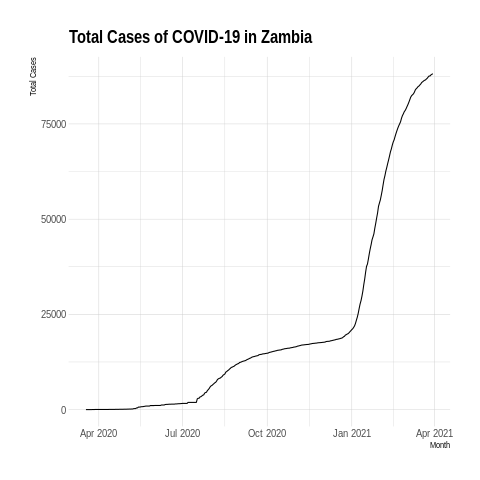 Total Cases of COVID-19 in Zambia
Total Cases
75000
50000
25000
0
Apr 2020 Jul 2020 Oct 2020 Jan 2021 Apr 2021
Month